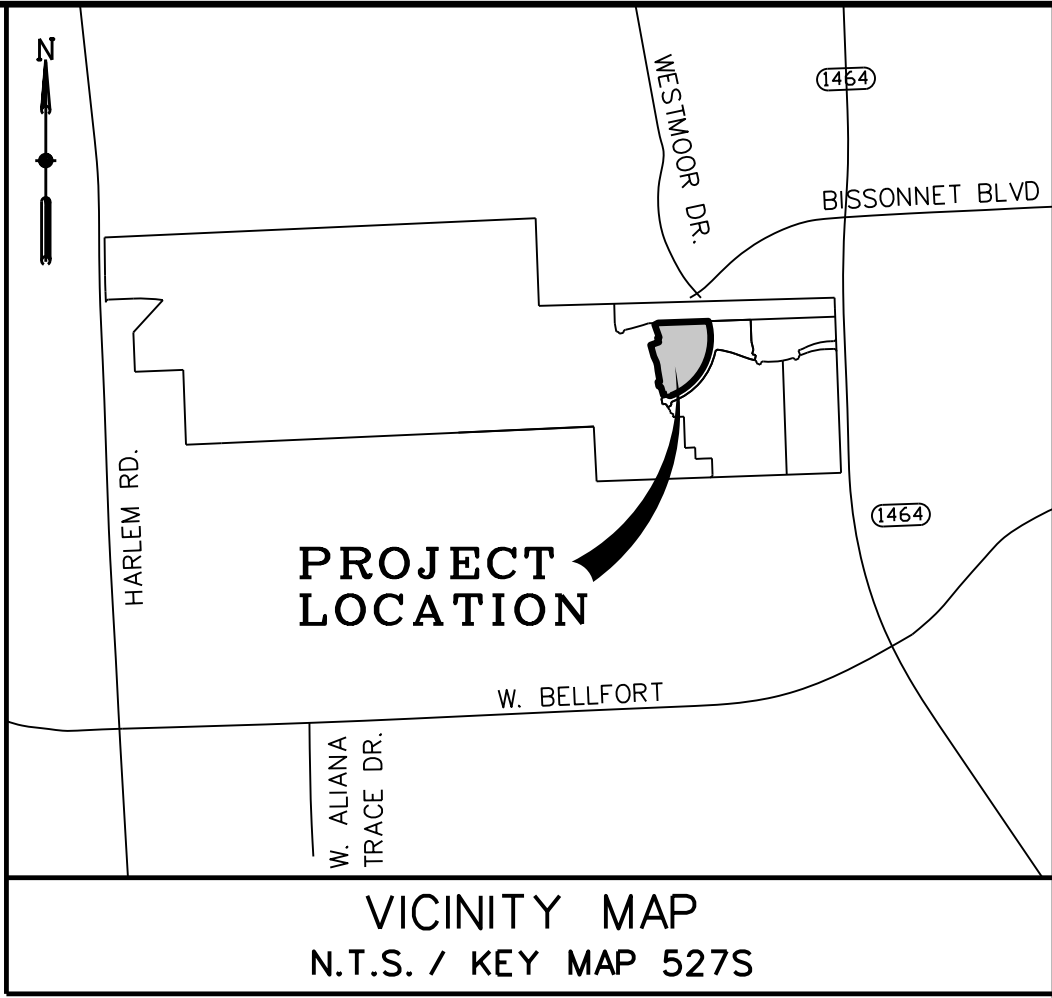 N
WESTMOOR DR.
1464
BISSONNET BLVD
HARLEM RD.
1464
PROJECT
LOCATION
W. BELLFORT
W. ALIANA
TRACE DR.
VICINITY MAP
N.T.S. / KEY MAP 527S